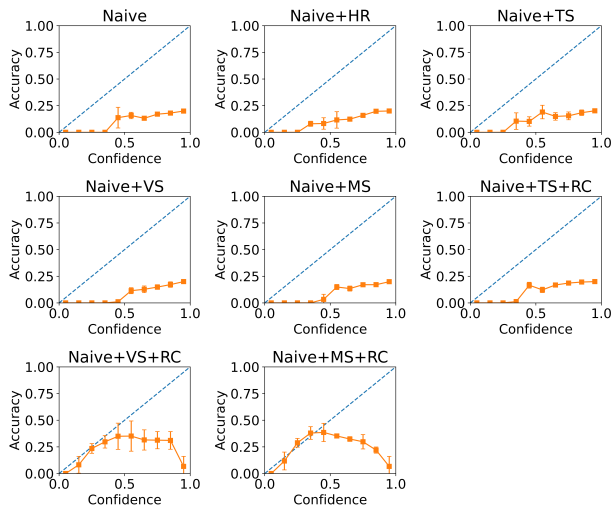 Naive
1.00
0.75
0.50
0.25
0.00
Accuracy
0.0 0.5 1.0
Confidence
Naive+HR
1.00
0.75
0.50
0.25
0.00
Accuracy
0.0 0.5 1.0
Confidence
Naive+TS
1.00
0.75
0.50
0.25
0.00
Accuracy
0.0 0.5 1.0
Confidence
Naive+VS
1.00
0.75
0.50
0.25
0.00
Accuracy
0.0 0.5 1.0
Confidence
Naive+MS
1.00
0.75
0.50
0.25
0.00
Accuracy
0.0 0.5 1.0
Confidence
Naive+TS+RC
1.00
0.75
0.50
0.25
0.00
Accuracy
0.0 0.5 1.0
Confidence
Naive+VS+RC
1.00
0.75
0.50
0.25
0.00
Accuracy
0.0 0.5 1.0
Confidence
Naive+MS+RC
1.00
0.75
0.50
0.25
0.00
Accuracy
0.0 0.5 1.0
Confidence